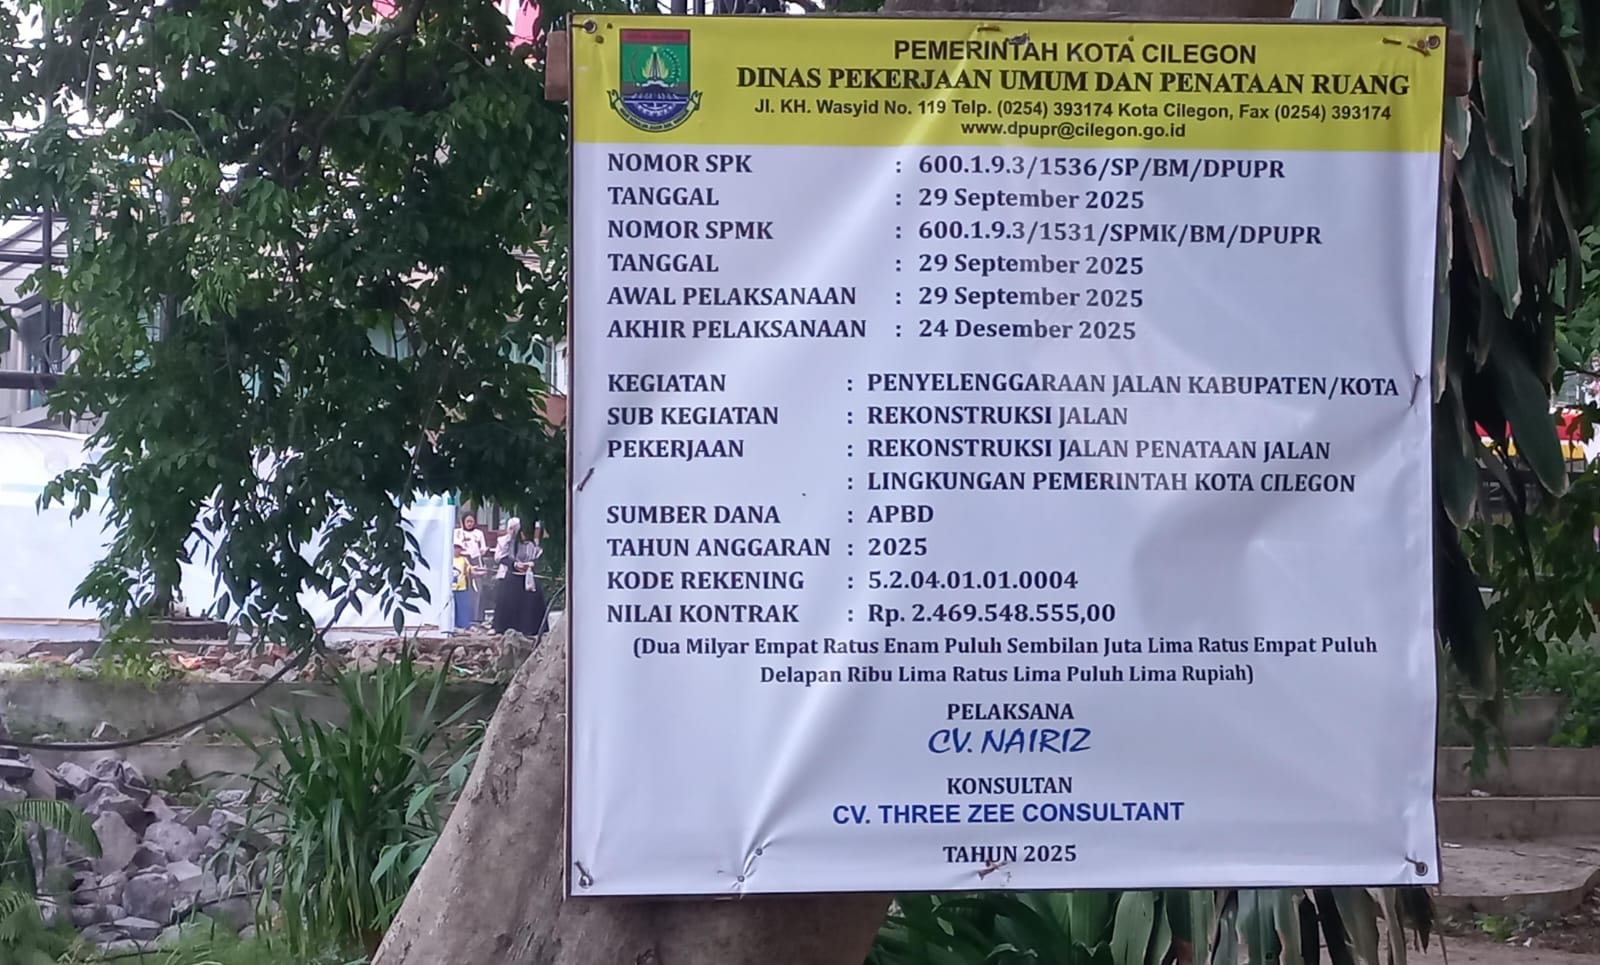 PEMERINTAH KOTA CILEGON
DINAS PEKERJAAN UMUM DAN PENATAAN RUANG
Jl. KH. Wasyid No. 119 Telp. (0254) 393174 Kota Cilegon, Fax (0254) 393174
www.dpupr@cilegon.go.id
NOMOR SPK : 600.1.9.3/1536/SP/BM/DPUPR
TANGGAL : 29 September 2025
NOMOR SPMK : 600.1.9.3/1531/SPMK/BM/DPUPR
TANGGAL : 29 September 2025
AWAL PELAKSANAAN : 29 September 2025
AKHIR PELAKSANAAN : 24 Desember 2025
KEGIATAN : PENYELENGGARAAN JALAN KABUPATEN/KOTA
SUB KEGIATAN : REKONSTRUKSI JALAN
PEKERJAAN : REKONSTRUKSI JALAN PENATAAN JALAN
: LINGKUNGAN PEMERINTAH KOTA CILEGON
SUMBER DANA : APBD
TAHUN ANGGARAN : 2025
KODE REKENING : 5.2.04.01.01.0004
NILAI KONTRAK : Rp. 2.469.548.555,00
(Dua Milyar Empat Ratus Enam Puluh Sembilan Juta Lima Ratus Empat Puluh
Delapan Ribu Lima Ratus Lima Puluh Lima Rupiah)
PELAKSANA
CV. NAIRIZ
KONSULTAN
CV. THREE ZEE CONSULTANT
TAHUN 2025